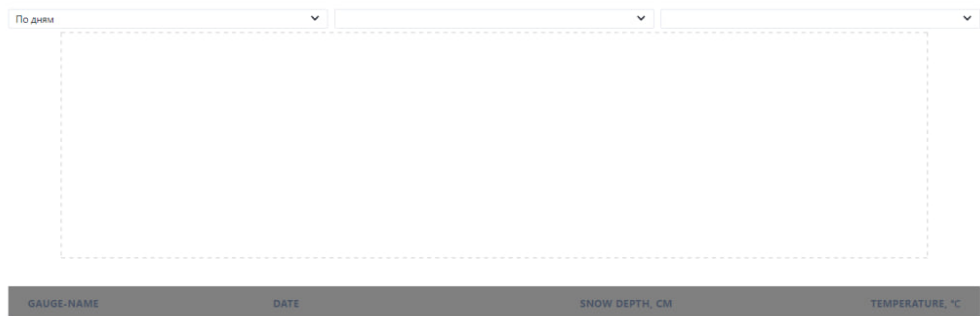 По дням
GAUGE-NAME DATE SNOW DEPTH, CM TEMPERATURE, °C